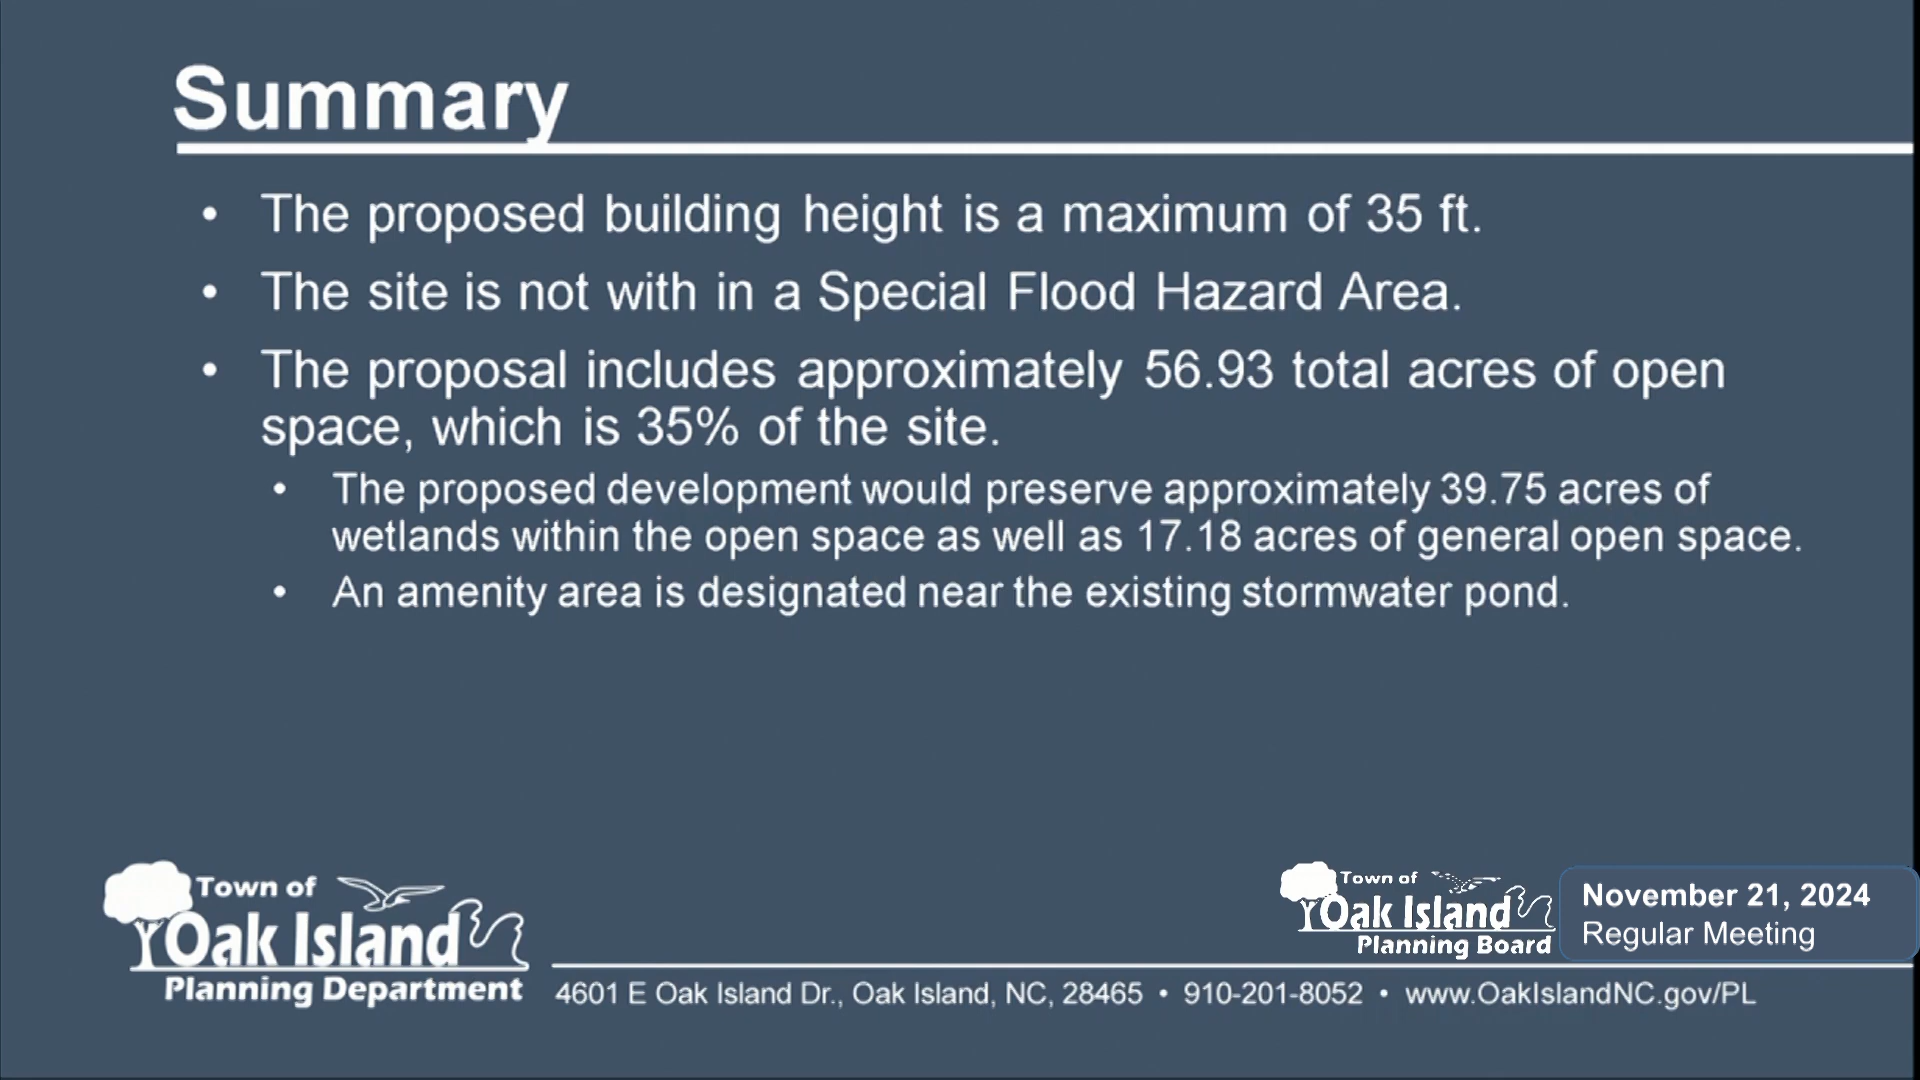 Summary
• The proposed building height is a maximum of 35 ft.
• The site is not with in a Special Flood Hazard Area.
• The proposal includes approximately 56.93 total acres of open
space, which is 35% of the site.
• The proposed development would preserve approximately 39.75 acres of
wetlands within the open space as well as 17.18 acres of general open space.
• An amenity area is designated near the existing stormwater pond.
Town of
Oak Island
Planning Department
Town of
Oak Island
Planning Board
November 21, 2024
Regular Meeting
4601 E Oak Island Dr., Oak Island, NC, 28465 • 910-201-8052 • www.OakIslandNC.gov/PL